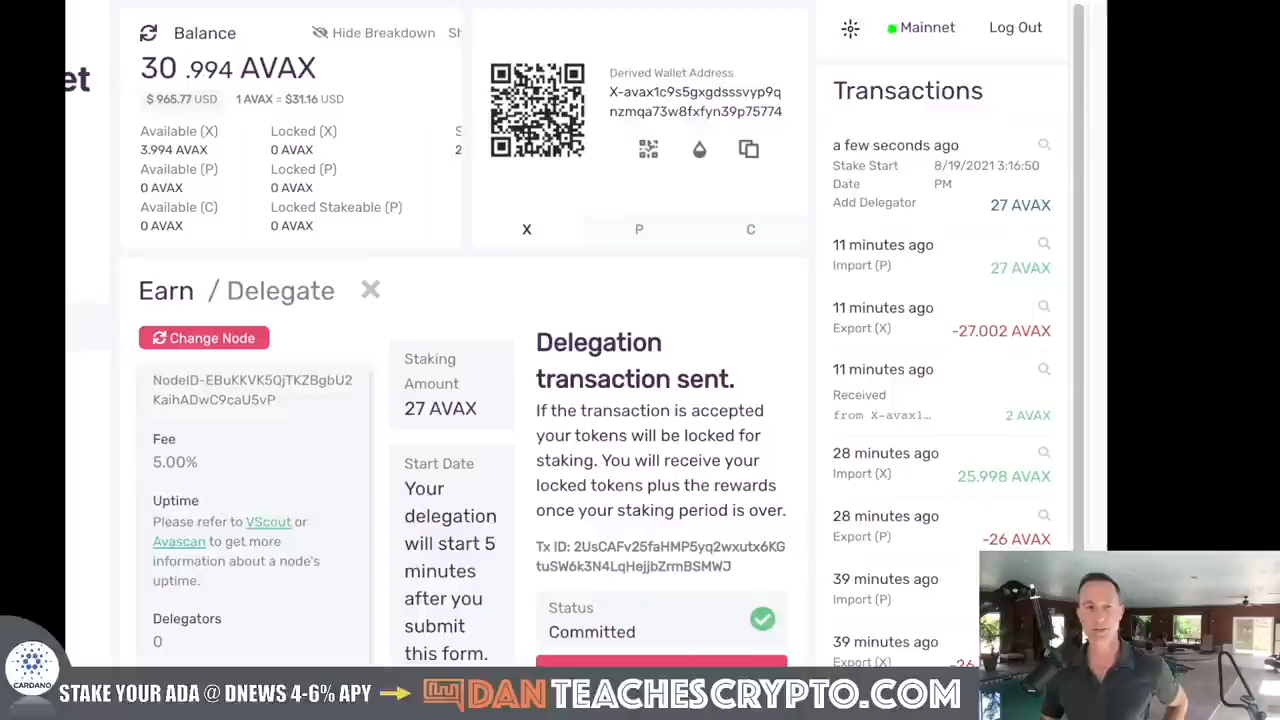 et
Balance
Hide Breakdown
Sh
30 .994 AVAX
$ 965.77 USD
1 AVAX = $31.16 USD
Available (X)
3.994 AVAX
Available (P)
0 AVAX
Available (C)
0 AVAX
Locked (X)
0 AVAX
Locked (P)
0 AVAX
Locked Stakeable (P)
0 AVAX
S
2
Derived Wallet Address
X-avax1c9s5gxgdsssvyp9q
nzmqa73w8fxfyn39p75774
X
P
C
Earn / Delegate
Change Node
NodeID-EBuKKVK5QjTKZBgbU2
KaihADwC9caU5vP
Fee
5.00%
Uptime
Please refer to VScout or
Avascan to get more
information about a node's
uptime.
Delegators
0
Staking
Amount
27 AVAX
Start Date
Your
delegation
will start 5
minutes
after you
submit
this form.
Delegation
transaction sent.
If the transaction is accepted
your tokens will be locked for
staking. You will receive your
locked tokens plus the rewards
once your staking period is over.
Tx ID: 2UsCAFv25faHMP5yq2wxutx6KG
tuSW6k3N4LqHejjbZrmBSMWJ
Status
Committed
Mainnet
Log Out
Transactions
a few seconds ago
Stake Start
Date
8/19/2021 3:16:50
PM
Add Delegator
27 AVAX
11 minutes ago
Import (P)
27 AVAX
11 minutes ago
Export (X)
-27.002 AVAX
11 minutes ago
Received
from X-avax1…
2 AVAX
28 minutes ago
Import (X)
25.998 AVAX
28 minutes ago
Export (P)
-26 AVAX
39 minutes ago
Import (P)
39 minutes ago
Export (X)
-26
CARDANO
STAKE YOUR ADA @ DNEWS 4-6% APY
DANTEACHESCRYPTO.COM